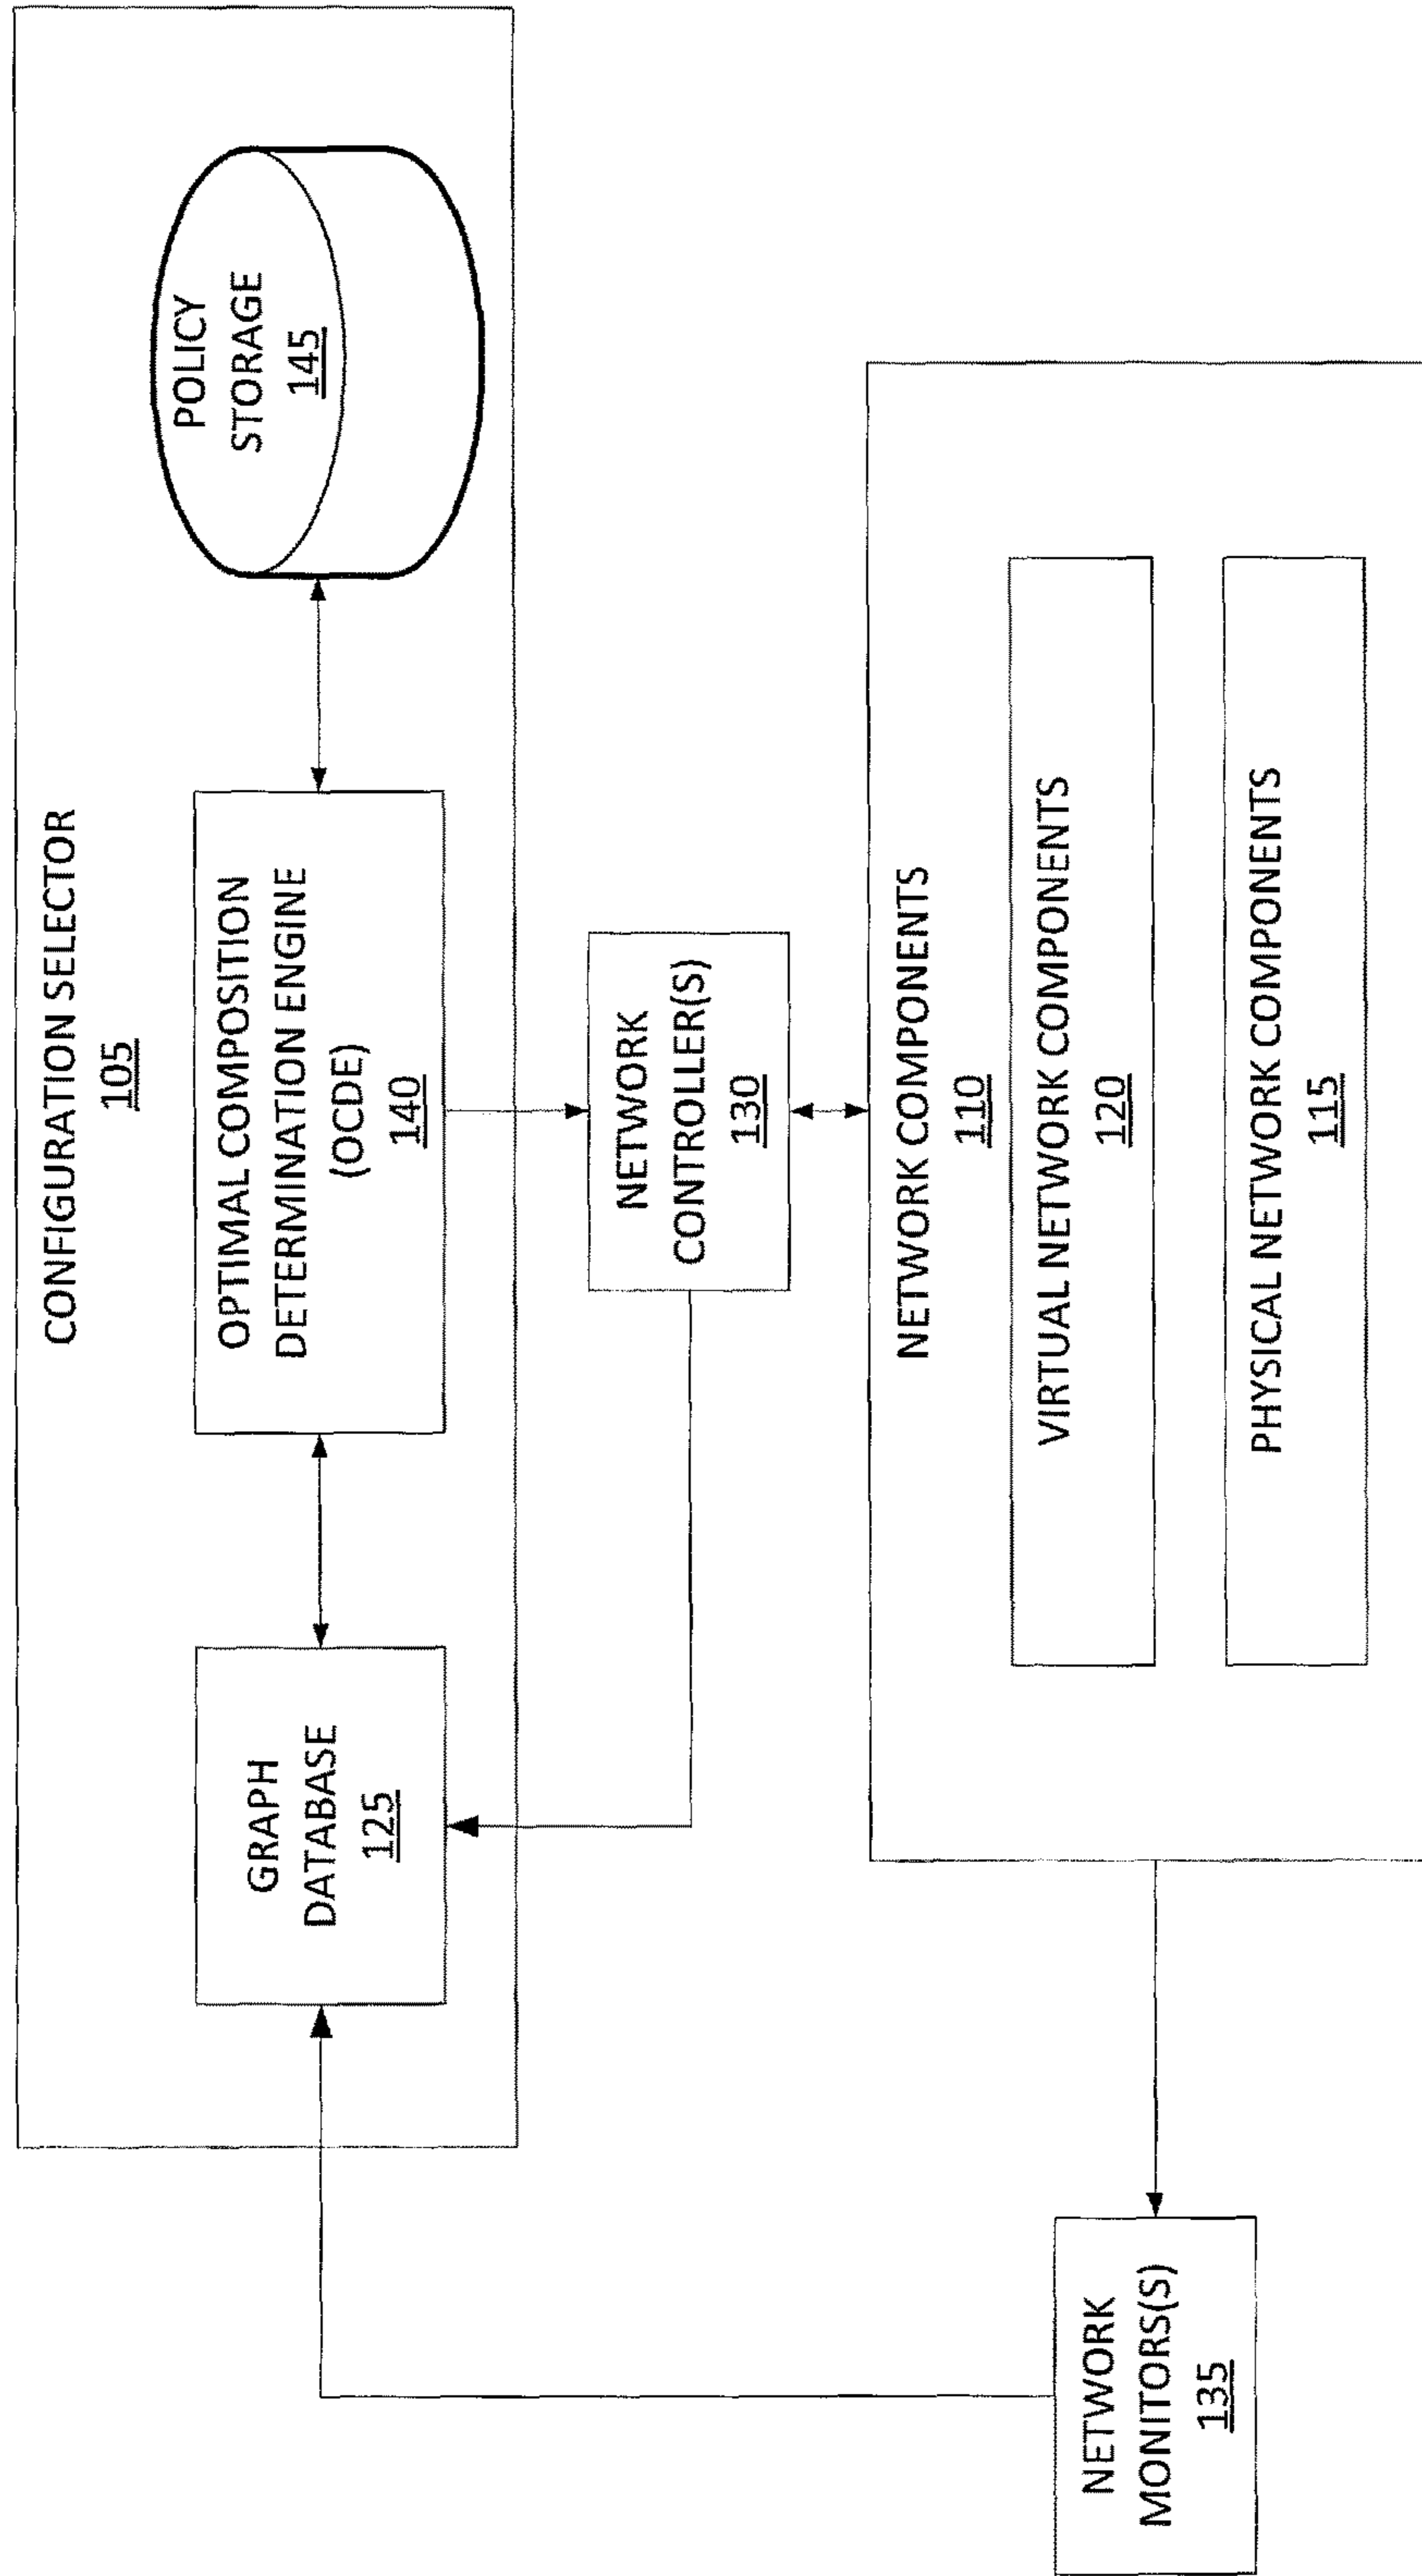 CONFIGURATION SELECTOR
105
GRAPH
DATABASE
125
OPTIMAL COMPOSITION
DETERMINATION ENGINE
(OCDE)
140
POLICY
STORAGE
145
NETWORK
CONTROLLER(S)
130
NETWORK COMPONENTS
110
VIRTUAL NETWORK COMPONENTS
120
PHYSICAL NETWORK COMPONENTS
115
NETWORK
MONITORS(S)
135